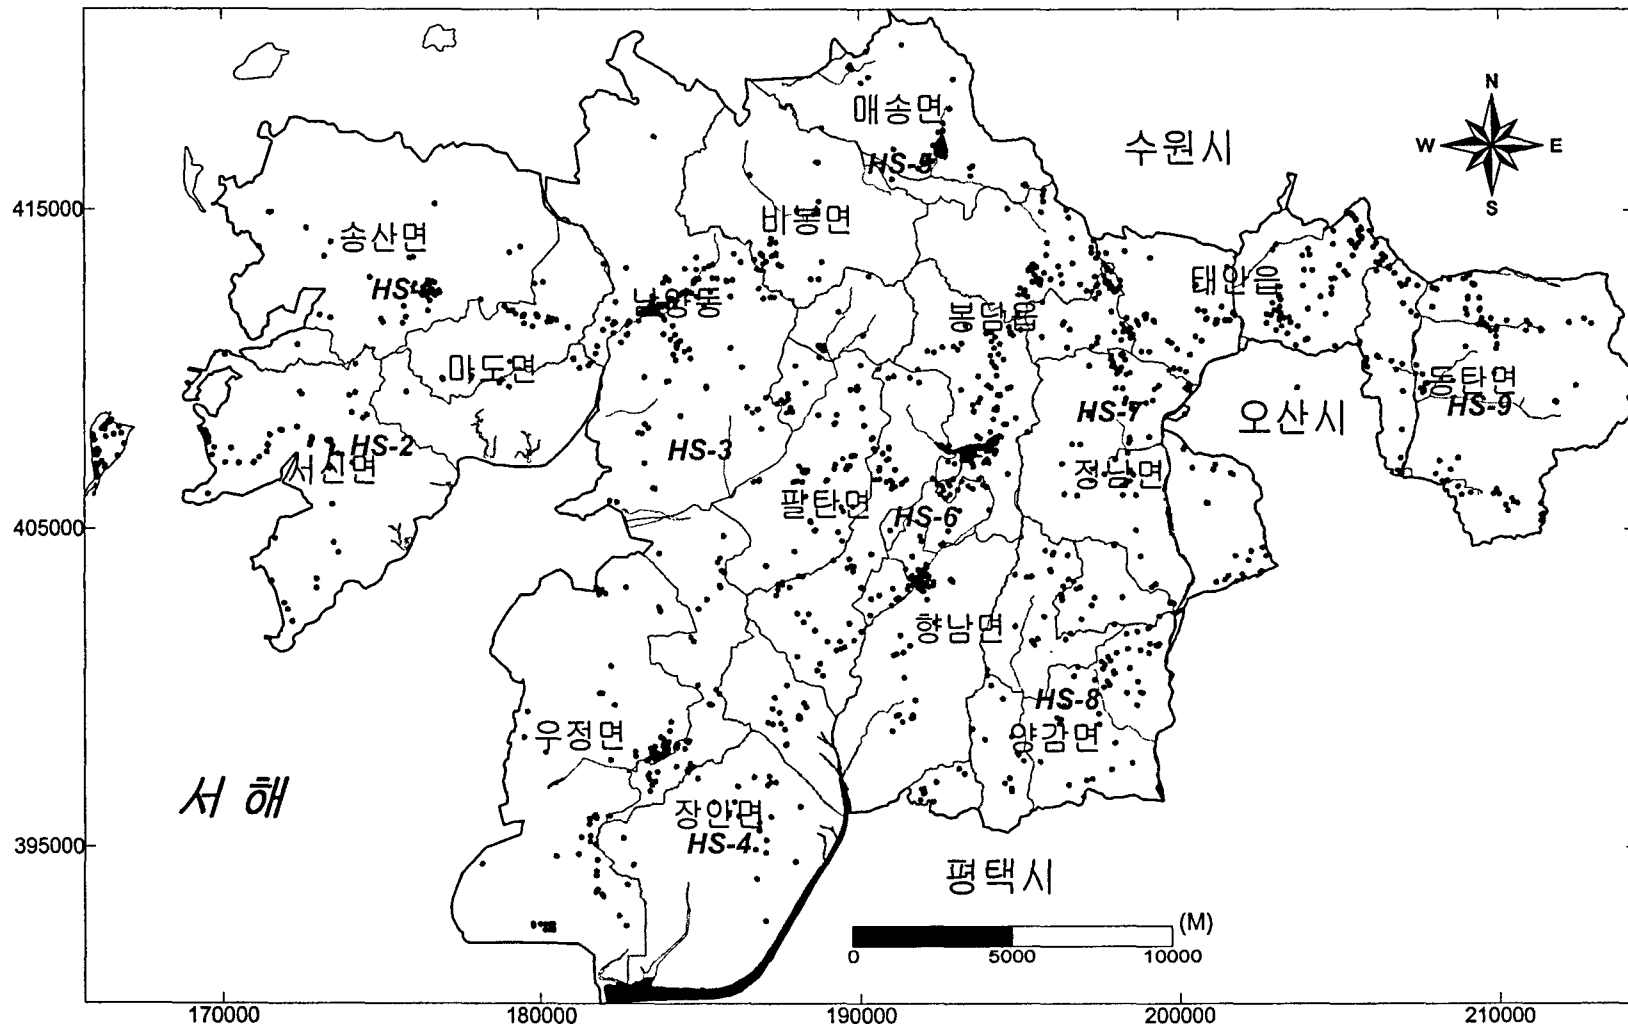 N
W E
S
매송면
HS-5
수원시
415000
비봉면
송산면
HS-1
남양동
태안읍
봉담읍
마도면
동탄면
HS-9
HS-7
오산시
HS-2
서신면
HS-3
정남면
팔탄면
HS-6
405000
향남면
HS-8
양감면
우정면
서 해
장안면
HS-4
395000
평택시
(M)
0 5000 10000
170000 180000 190000 200000 210000